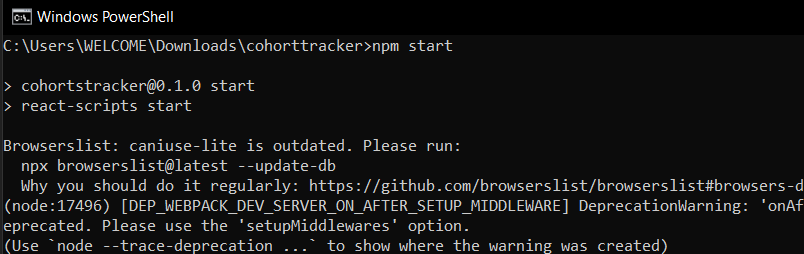 Windows PowerShell
C:\Users\WELCOME\Downloads\cohorttracker>npm start
> cohortstracker@0.1.0 start
> react-scripts start
Browserslist: caniuse-lite is outdated. Please run:
  npx browserslist@latest --update-db
  Why you should do it regularly: https://github.com/browserslist/browserslist#browsers-d
(node:17496) [DEP_WEBPACK_DEV_SERVER_ON_AFTER_SETUP_MIDDLEWARE] DeprecationWarning: 'onAf
eprecated. Please use the 'setupMiddlewares' option.
(Use `node --trace-deprecation ...` to show where the warning was created)